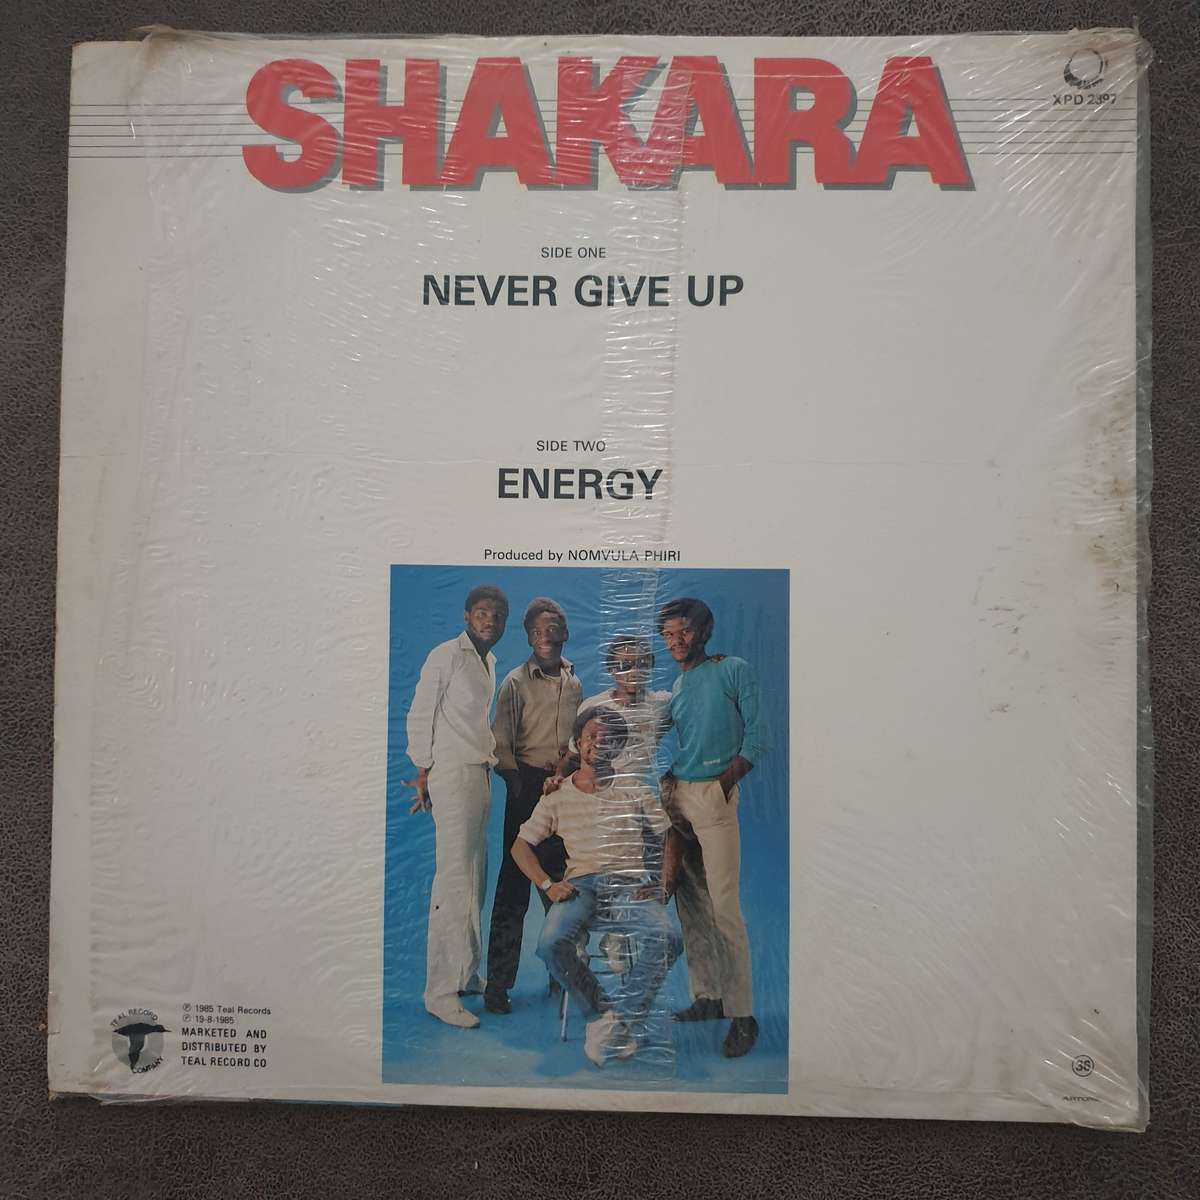 SHAKARA
XPD 2397
SIDE ONE
NEVER GIVE UP
SIDE TWO
ENERGY
Produced by NOMVULA PHIRI
TEAL RECORD
COMPANY
℗ 1985 Teal Records
℗ 19-8-1985
MARKETED AND
DISTRIBUTED BY
TEAL RECORD CO
38